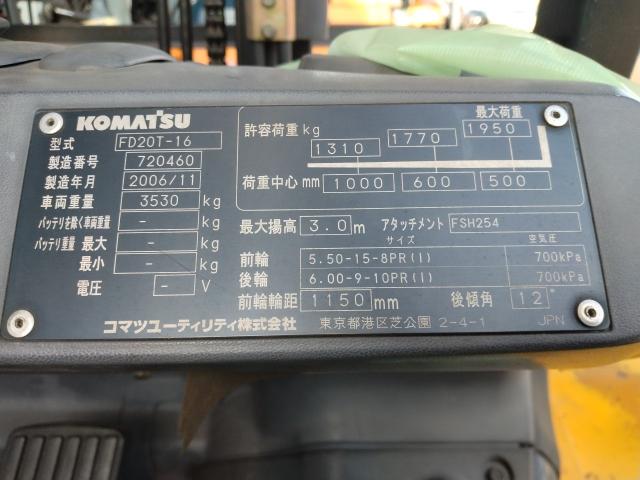 KOMATSU
型式 FD20T-16
製造番号 720460
製造年月 2006/11
車両重量 3530 kg
バッテリを除く車両重量 - kg
バッテリ重量 最大 - kg
最小 - kg
電圧 - V
最大荷重
許容荷重 kg 1310 1770 1950
荷重中心 mm 1000 600 500
最大揚高 3.0 m アタッチメント FSH254
サイズ 空気圧
前輪 5.50-15-8PR(I) 700kPa
後輪 6.00-9-10PR(I) 700kPa
前輪輪距 1150 mm 後傾角 12°
コマツユーティリティ株式会社 東京都港区芝公園 2-4-1 JPN